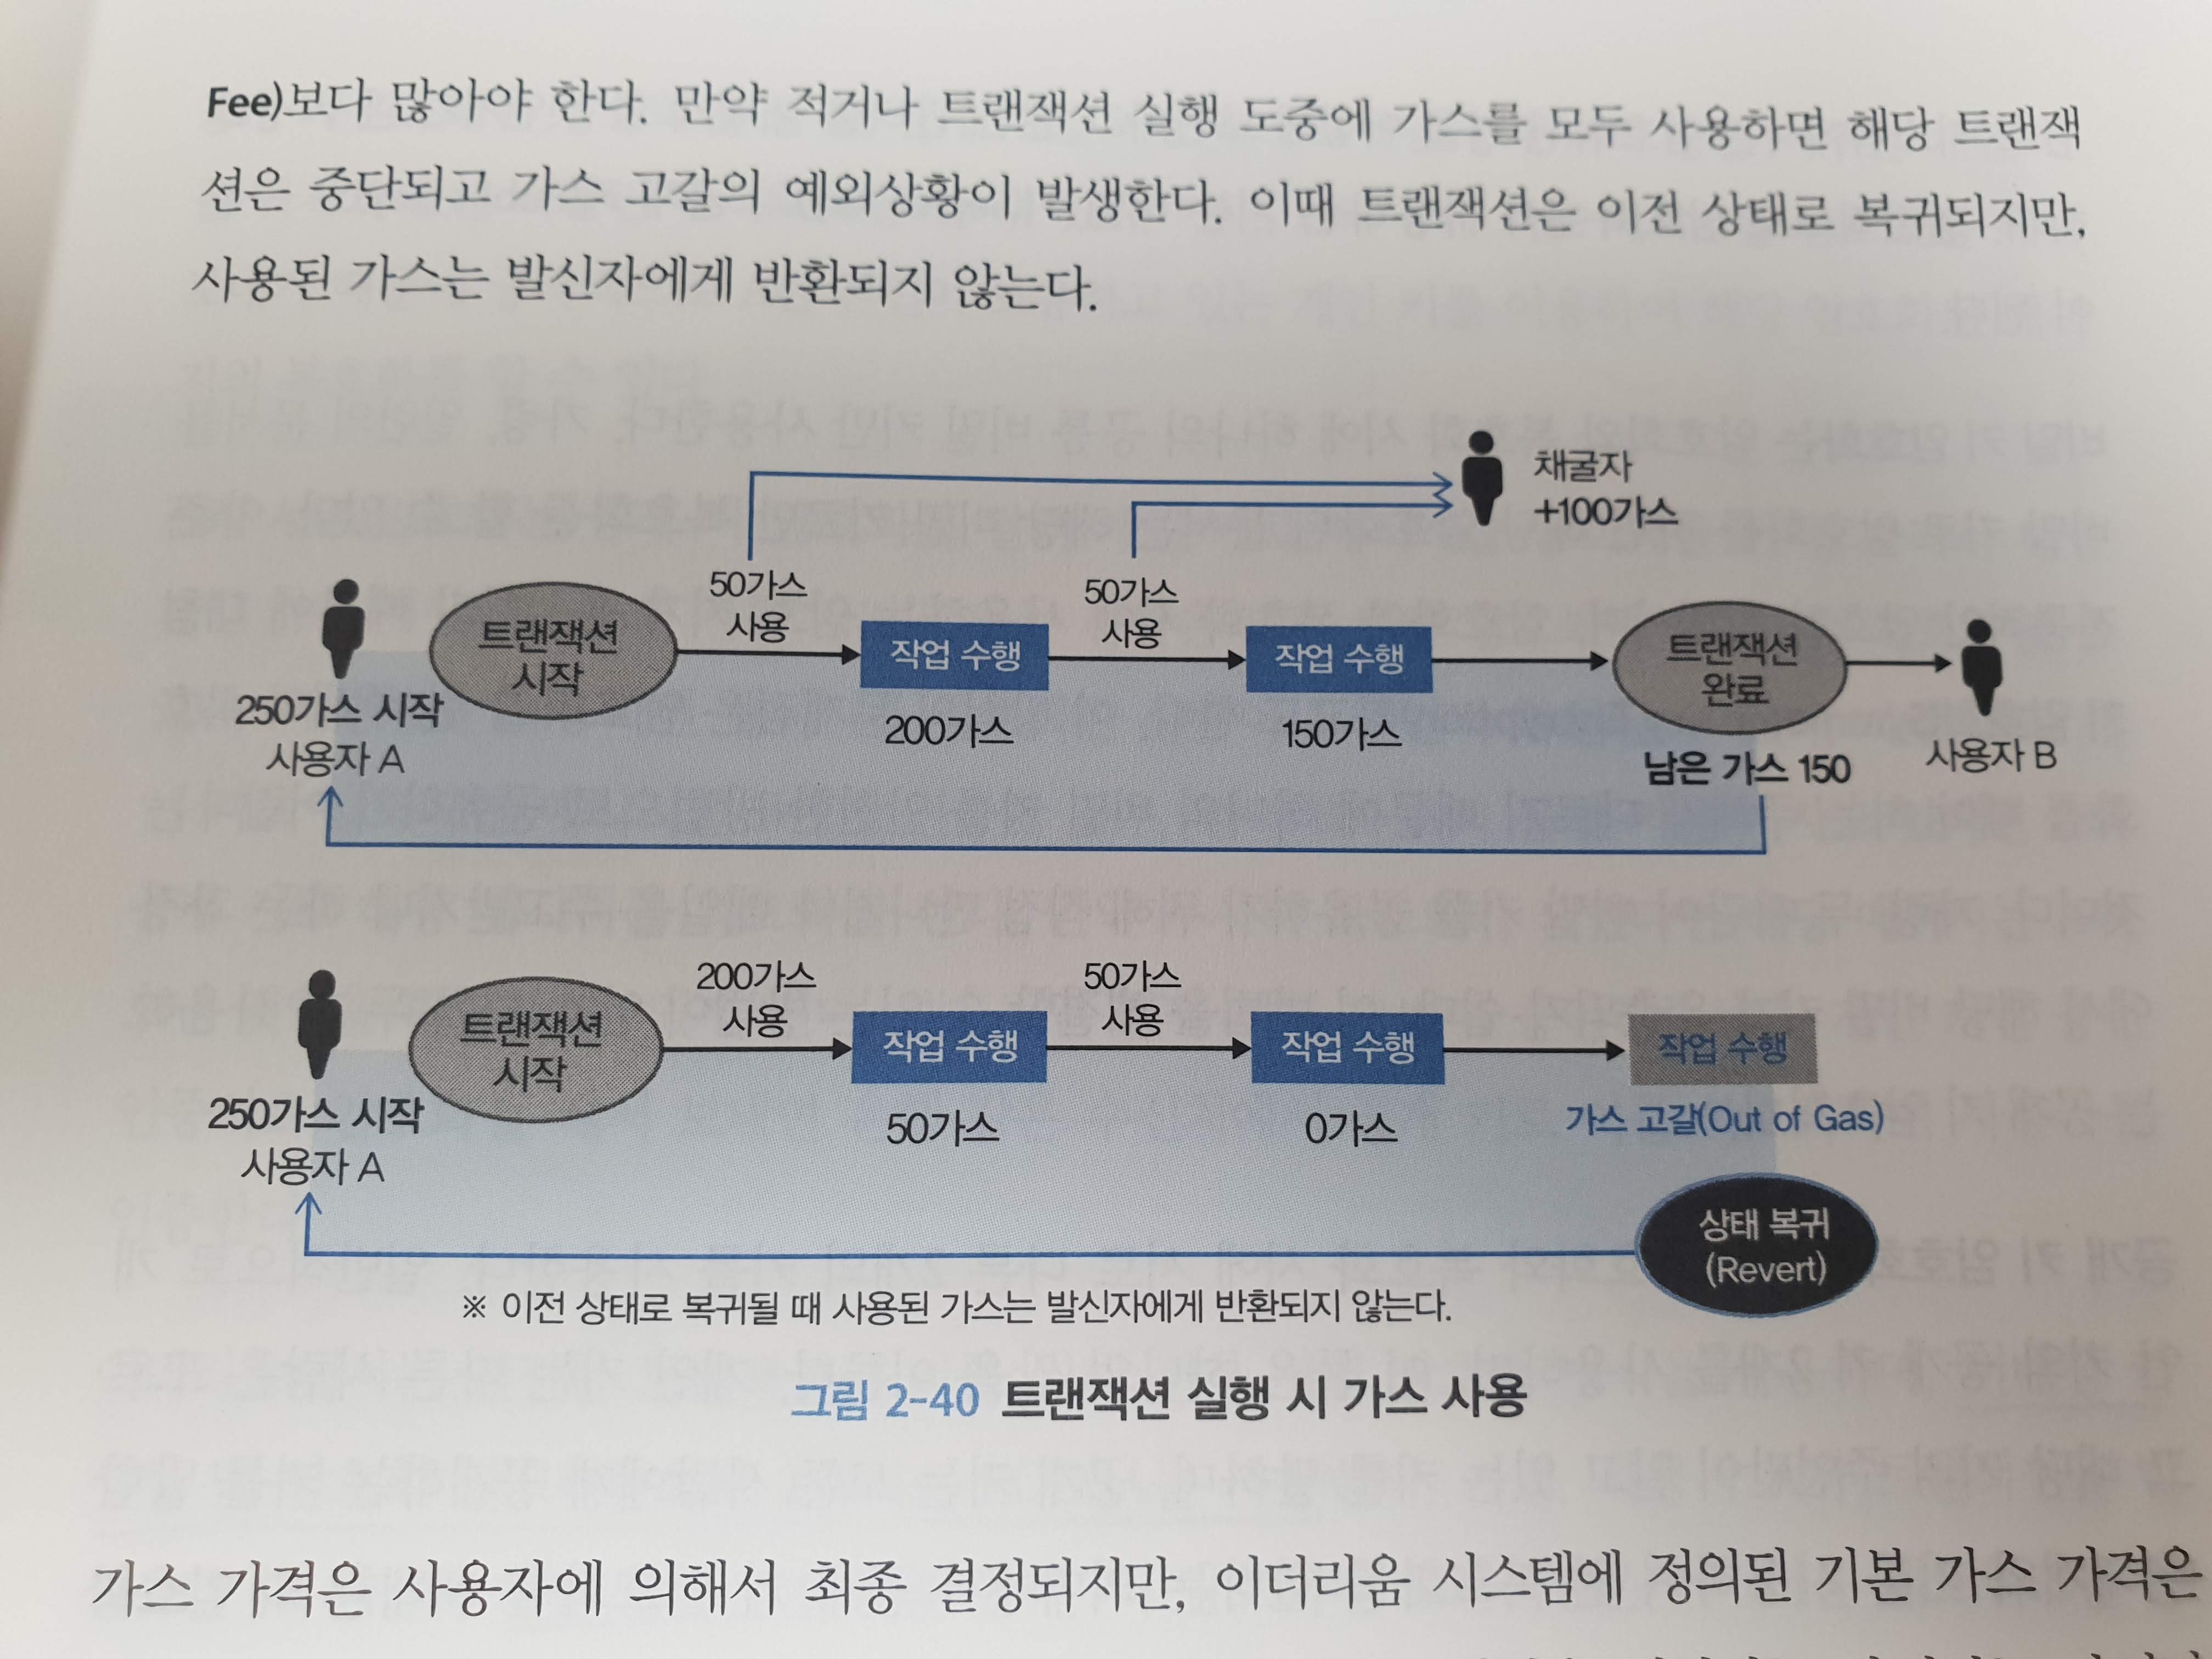 Fee)보다 많아야 한다. 만약 적거나 트랜잭션 실행 도중에 가스를 모두 사용하면 해당 트랜잭
션은 중단되고 가스 고갈의 예외상황이 발생한다. 이때 트랜잭션은 이전 상태로 복귀되지만,
사용된 가스는 발신자에게 반환되지 않는다.
채굴자
+100가스
50가스
사용
50가스
사용
트랜잭션
시작
작업 수행
작업 수행
트랜잭션
완료
250가스 시작
사용자 A
200가스
150가스
남은 가스 150
사용자 B
200가스
사용
50가스
사용
트랜잭션
시작
작업 수행
작업 수행
작업 수행
250가스 시작
사용자 A
50가스
0가스
가스 고갈(Out of Gas)
상태 복귀
(Revert)
※ 이전 상태로 복귀될 때 사용된 가스는 발신자에게 반환되지 않는다.
그림 2-40 트랜잭션 실행 시 가스 사용
가스 가격은 사용자에 의해서 최종 결정되지만, 이더리움 시스템에 정의된 기본 가스 가격은